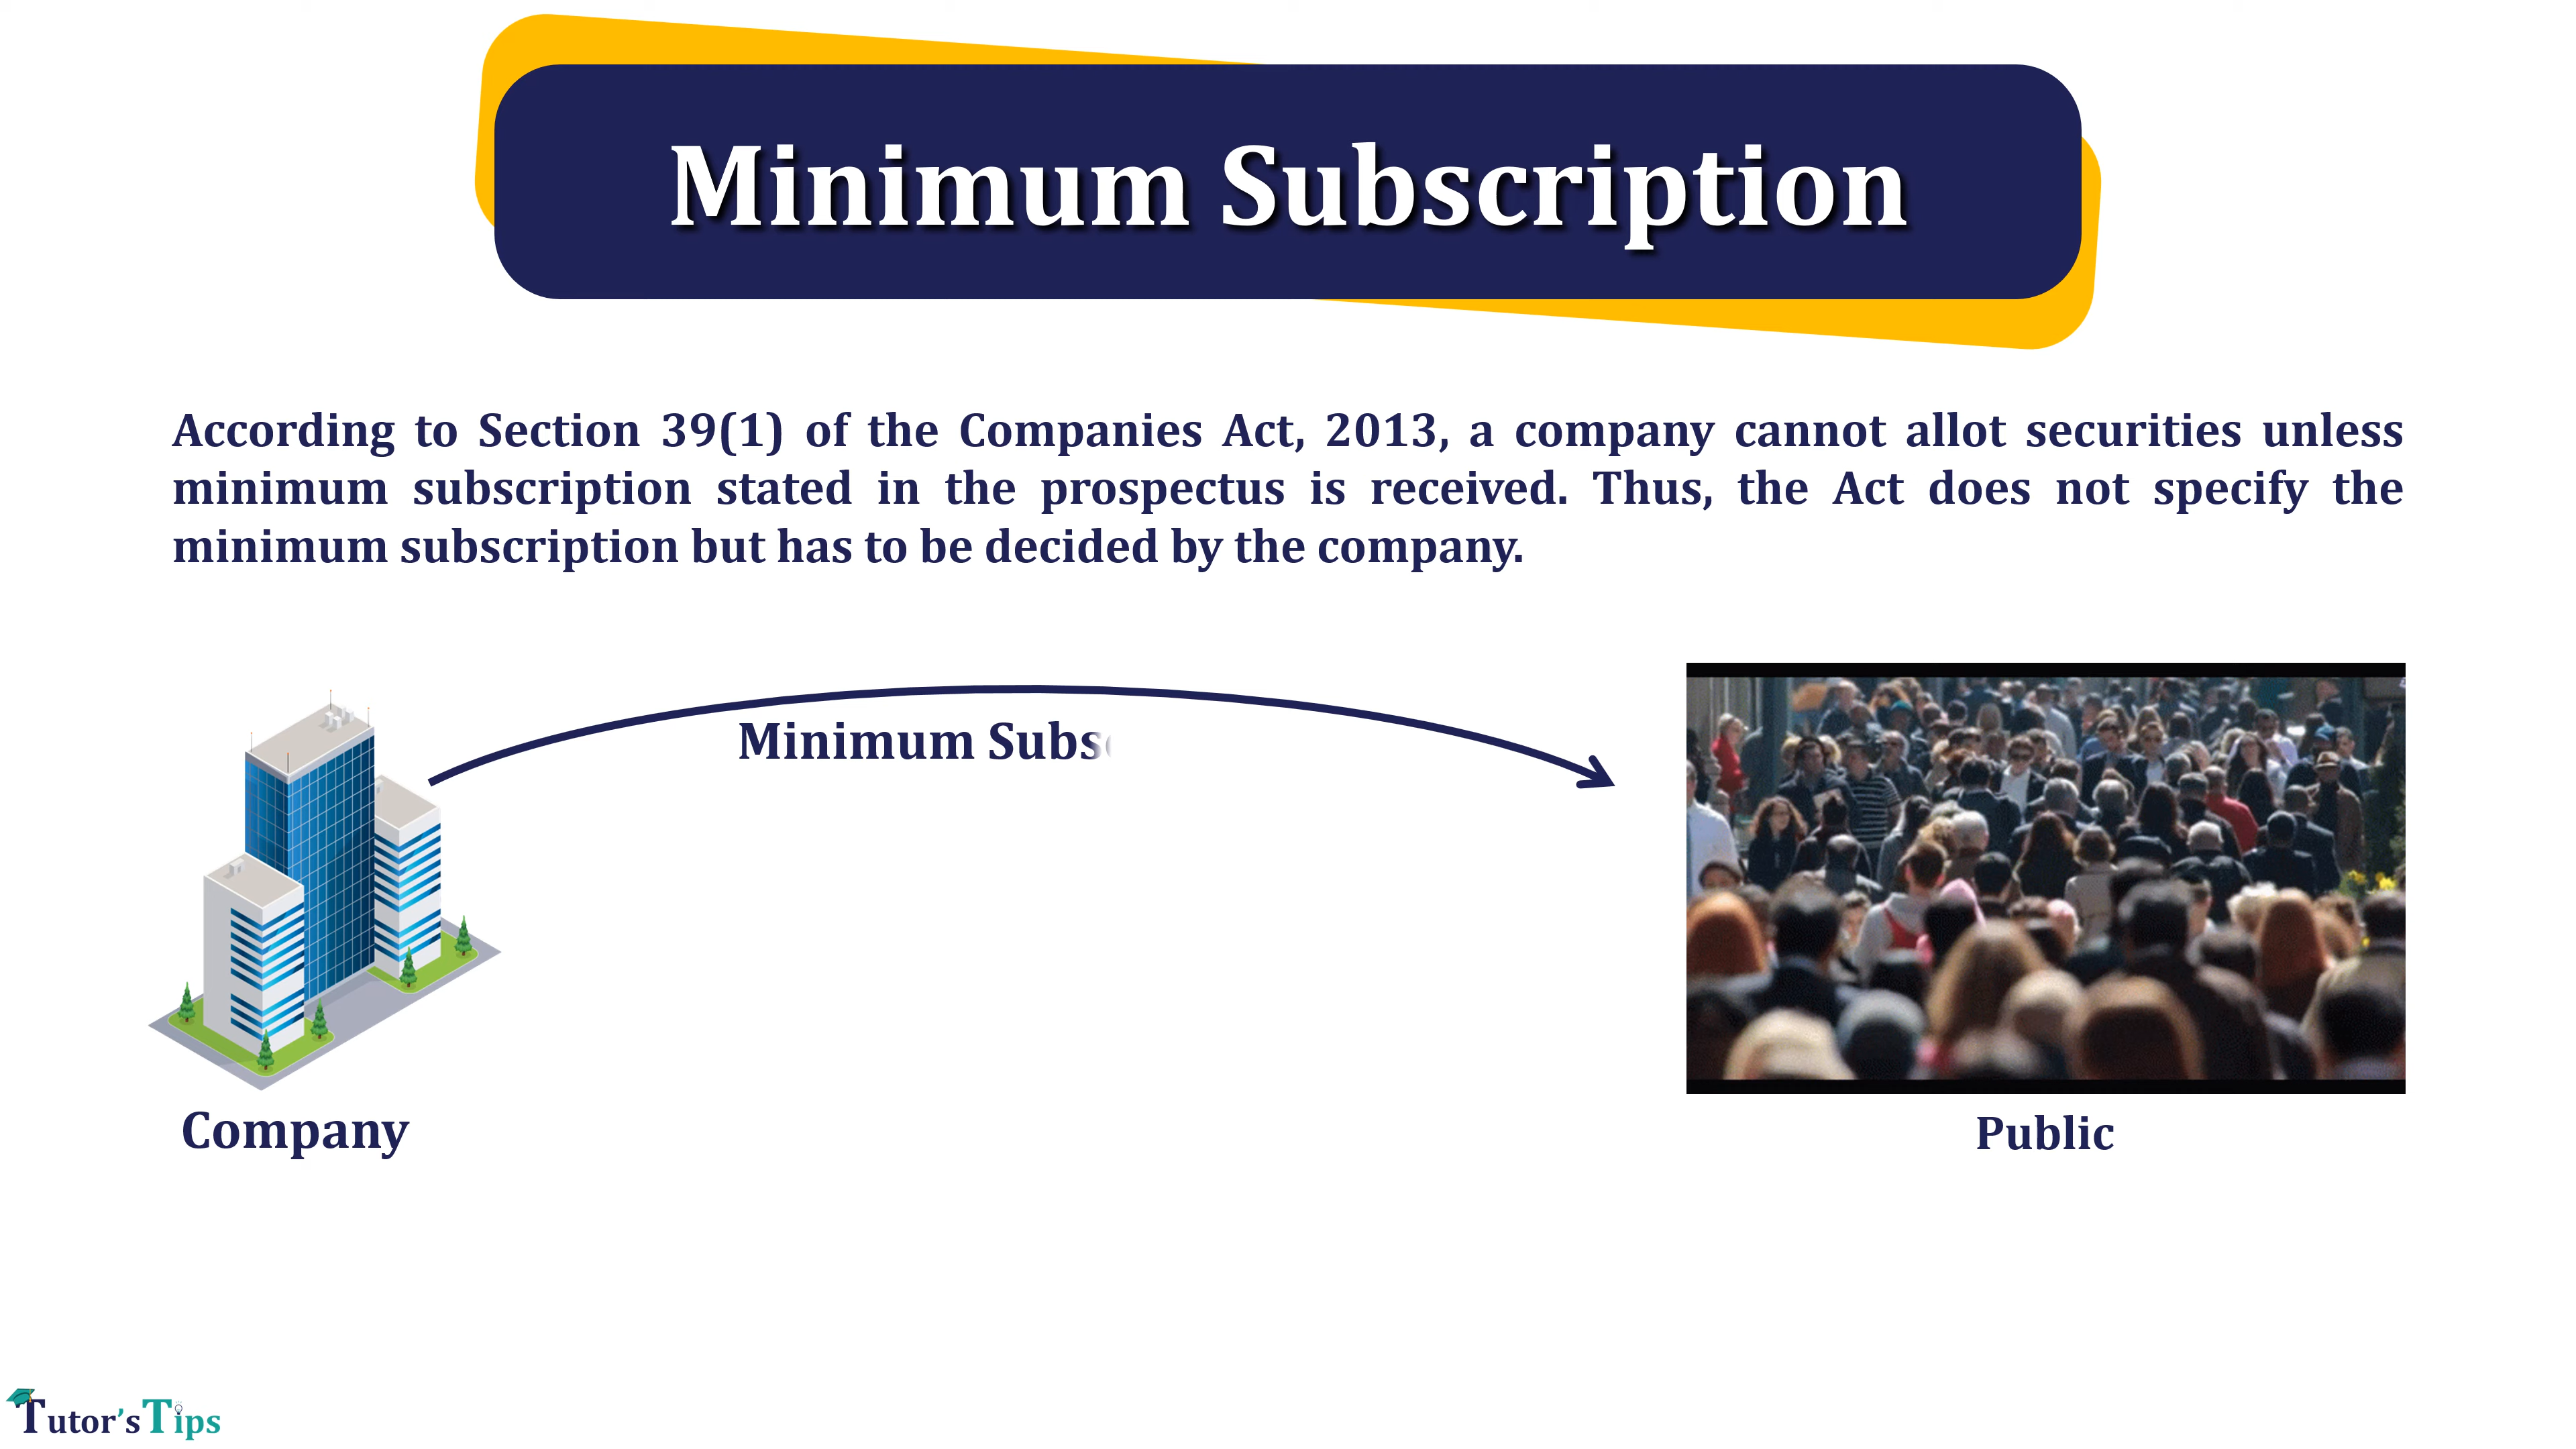 Minimum Subscription
According to Section 39(1) of the Companies Act, 2013, a company cannot allot securities unless
minimum subscription stated in the prospectus is received. Thus, the Act does not specify the
minimum subscription but has to be decided by the company.
Minimum Subs
Company
Public
Tutor'sTips